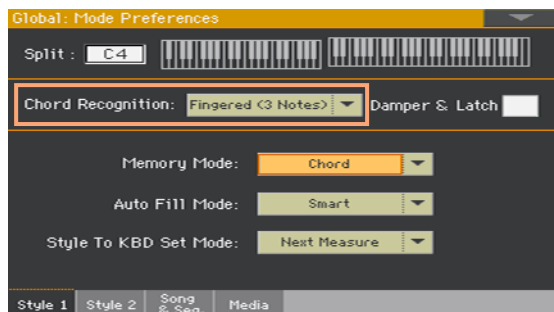 Global: Mode Preferences
Split : C4
Chord Recognition: Fingered (3 Notes) Damper & Latch
Memory Mode: Chord
Auto Fill Mode: Smart
Style To KBD Set Mode: Next Measure
Style 1 Style 2 Song & Seq. Media